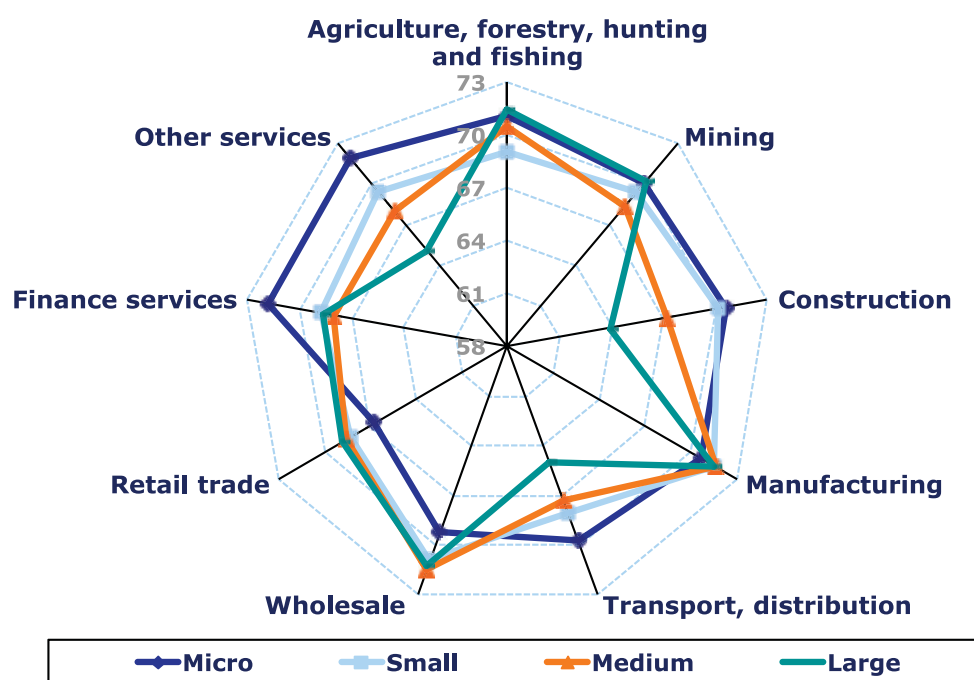 Agriculture, forestry, hunting
and fishing
73
Other services
70
Mining
67
64
Finance services
61
Construction
58
Retail trade
Manufacturing
Wholesale
Transport, distribution
Micro
Small
Medium
Large